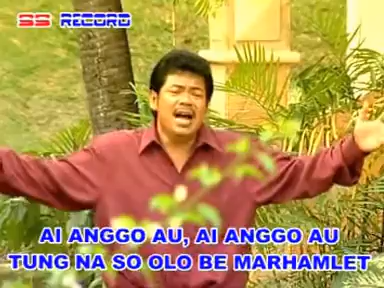 SS RECORD
AI ANGGO AU, AI ANGGO AU
TUNG NA SO OLO BE MARHAMLET